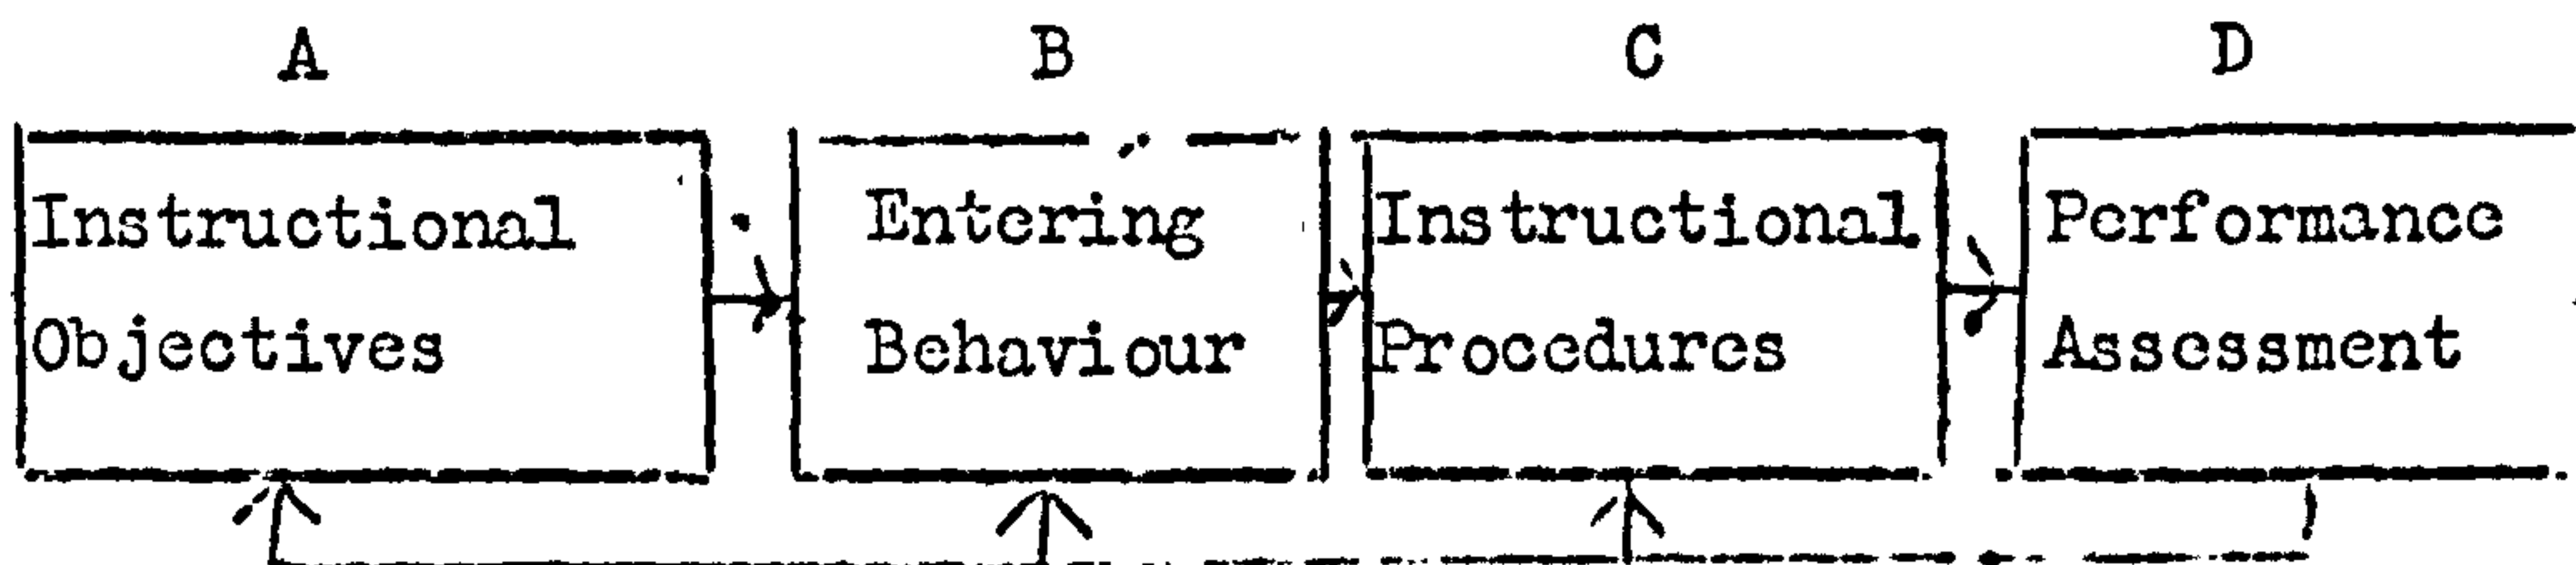 A B C D
Instructional Entering Instructional Performance
Objectives Behaviour Procedures Assessment